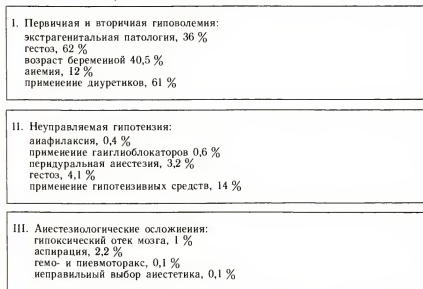 I. Первичная и вторичная гиповолемия:
экстрагенитальная патология, 36 %
гестоз, 62 %
возраст беременной 40,5 %
анемия, 12 %
применение диуретиков, 61 %
II. Неуправляемая гипотензия:
анафилаксия, 0,4 %
применение ганглиоблокаторов 0,6 %
перидуральная анестезия, 3,2 %
гестоз, 4,1 %
применение гипотензивных средств, 14 %
III. Анестезиологические осложнения:
гипоксический отек мозга, 1 %
аспирация, 2,2 %
гемо- и пневмоторакс, 0,1 %
неправильный выбор анестетика, 0,1 %